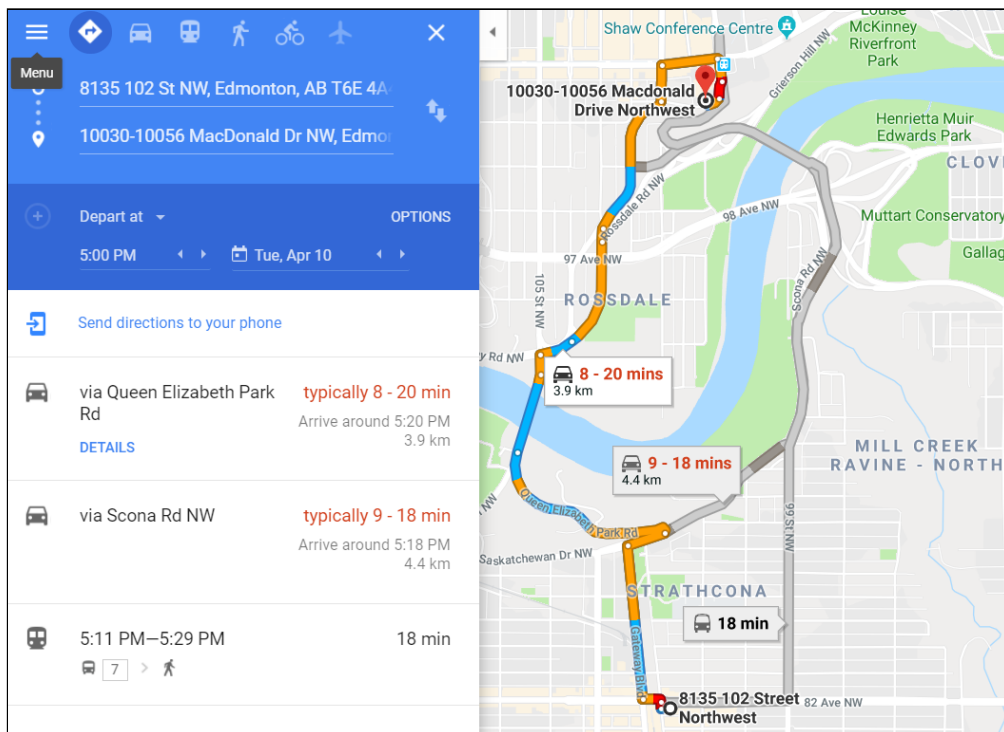 Menu
8135 102 St NW, Edmonton, AB T6E 4A
10030-10056 MacDonald Dr NW, Edmo
Depart at
OPTIONS
5:00 PM
Tue, Apr 10
Send directions to your phone
via Queen Elizabeth Park
Rd
typically 8 - 20 min
Arrive around 5:20 PM
3.9 km
DETAILS
via Scona Rd NW
typically 9 - 18 min
Arrive around 5:18 PM
4.4 km
5:11 PM—5:29 PM
18 min
7
Shaw Conference Centre
McKinney
Riverfront
Park
Grierson Hill NW
10030-10056 Macdonald
Drive Northwest
Henrietta Muir
Edwards Park
CLOV
Rossdale Rd NW
98 Ave NW
Muttart Conservatory
Gallag
97 Ave NW
Scona Rd NW
105 St NW
ROSSDALE
y Rd NW
8 - 20 mins
3.9 km
MILL CREEK
RAVINE - NORTH
9 - 18 mins
4.4 km
Queen Elizabeth Park Rd
99 St NW
Saskatchewan Dr NW
STRATHCONA
18 min
Gateway Blvd
8135 102 Street
Northwest
82 Ave NW